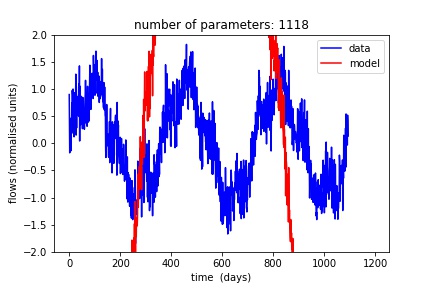 number of parameters: 1118
2.0
1.5
1.0
0.5
0.0
−0.5
−1.0
−1.5
−2.0
flows (normalised units)
data
model
0 200 400 600 800 1000 1200
time (days)